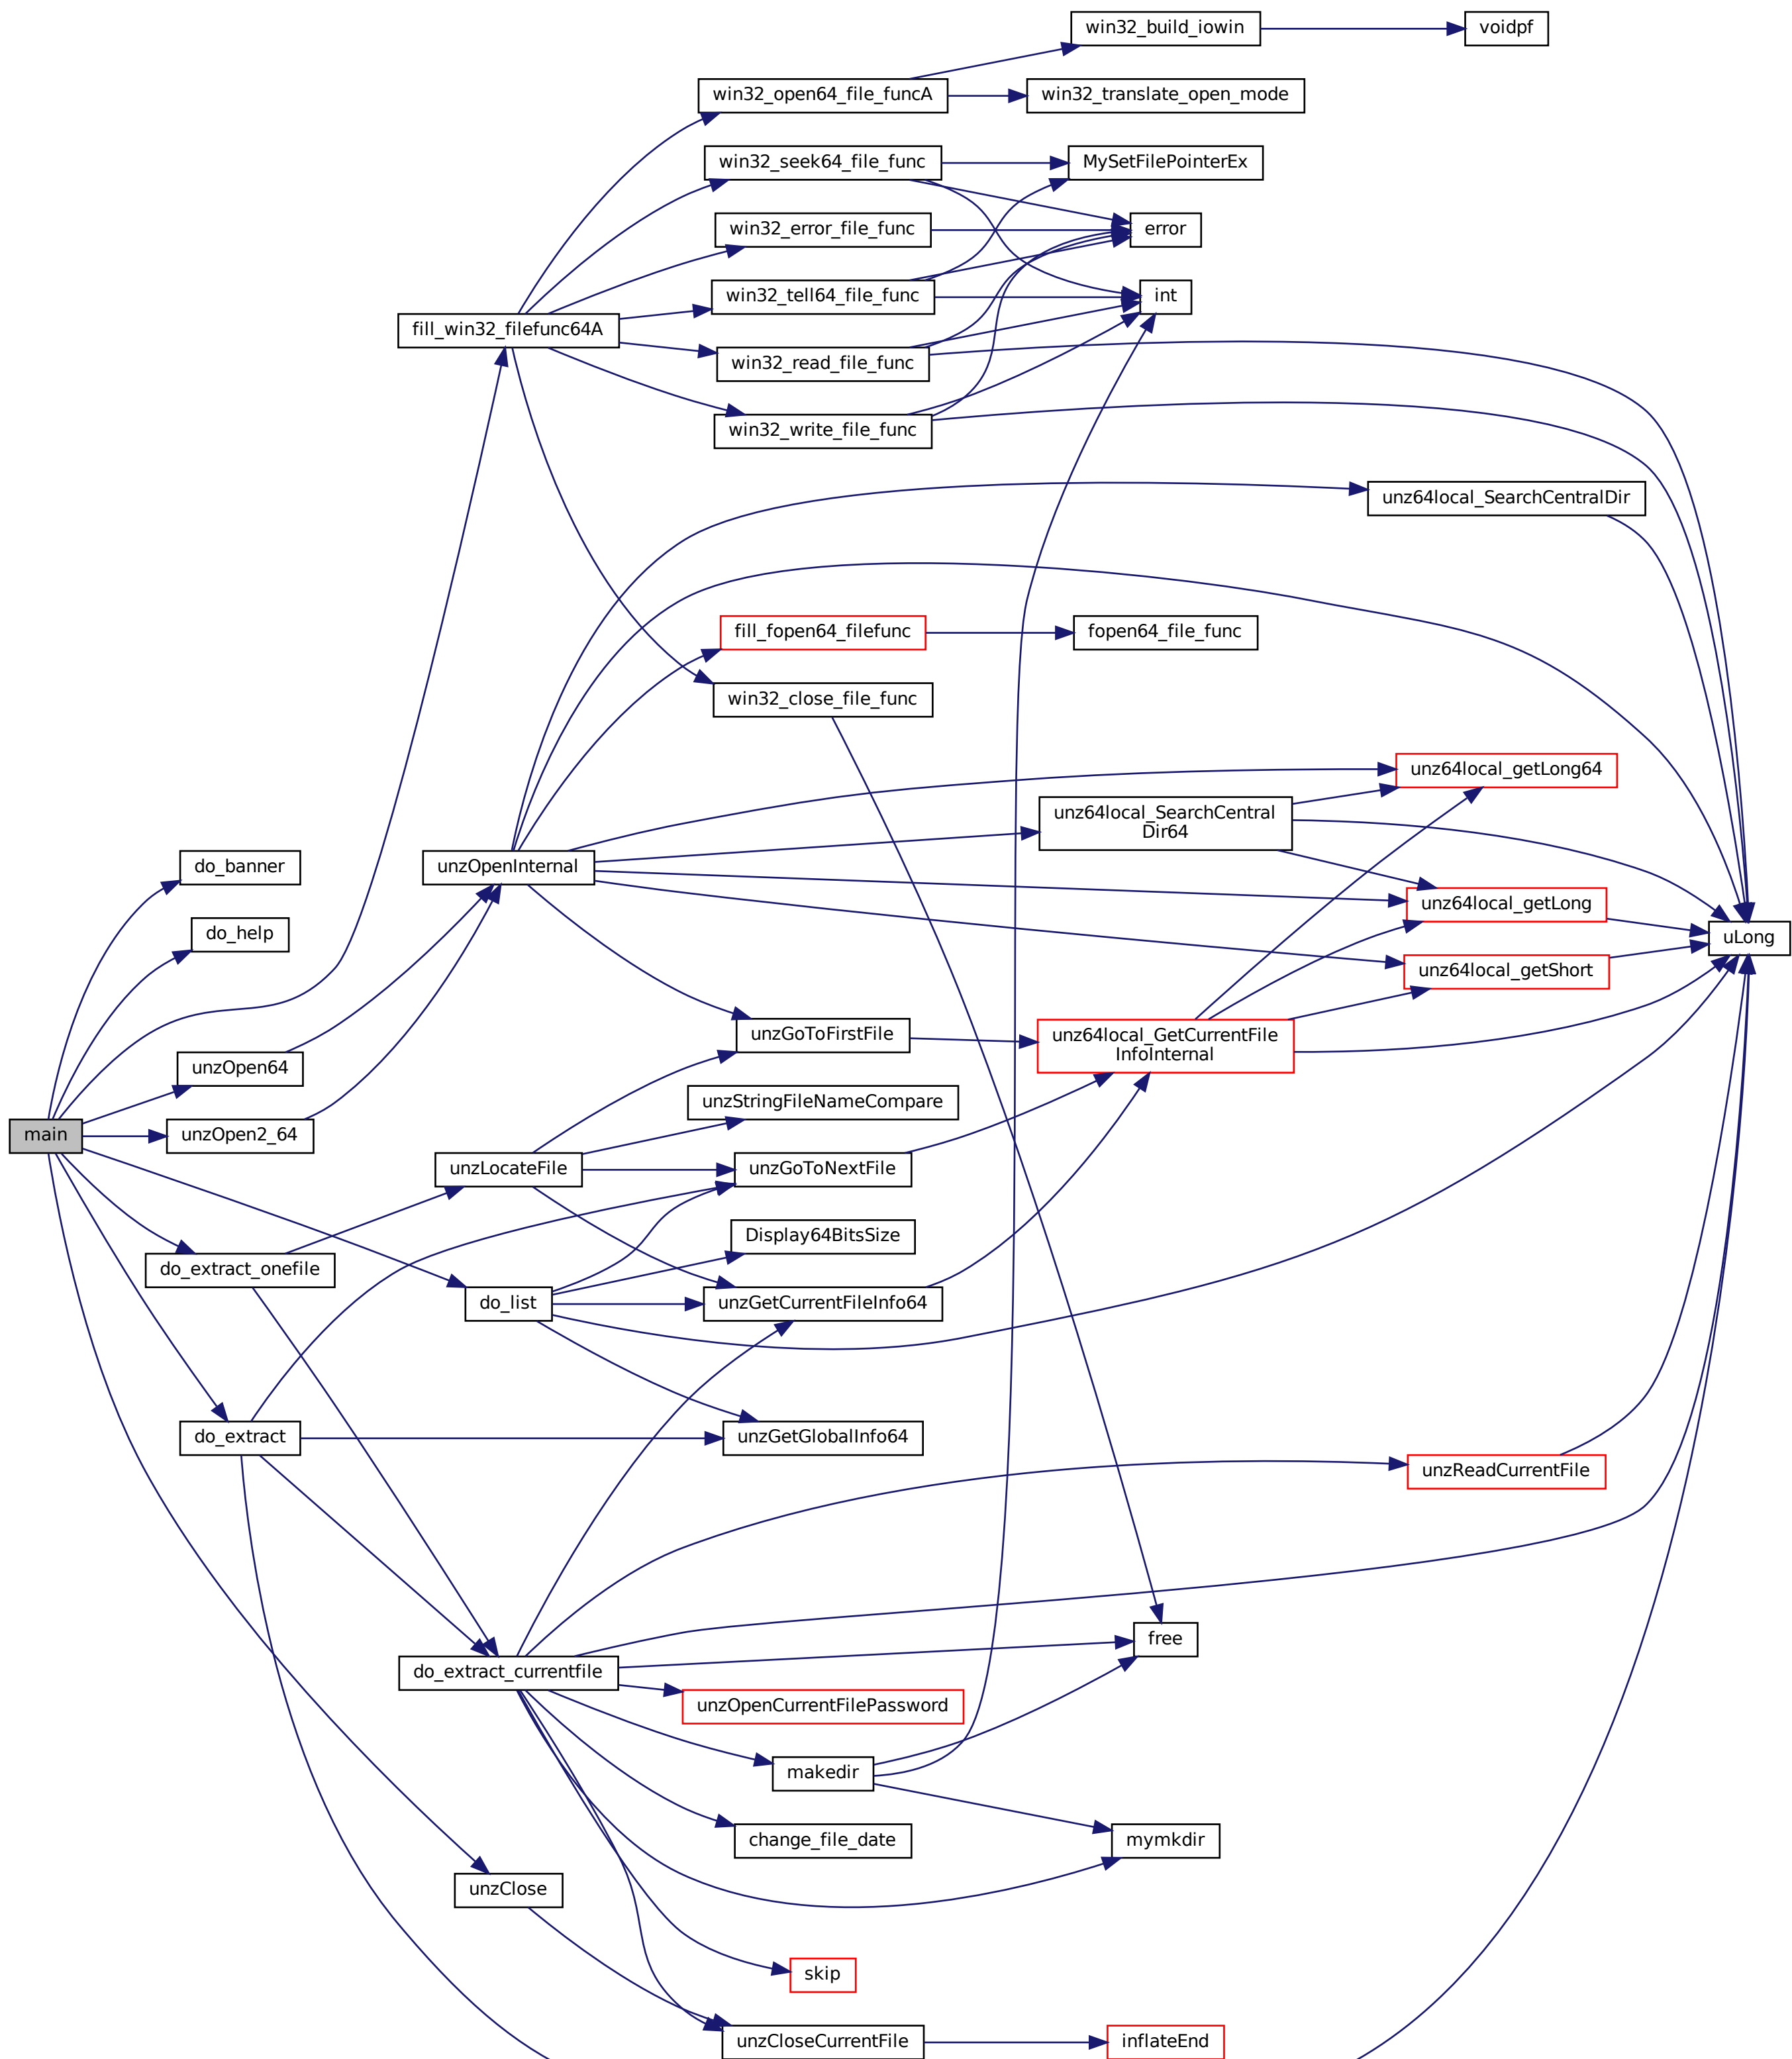 win32_build_iowin
voidpf
win32_open64_file_funcA
win32_translate_open_mode
win32_seek64_file_func
MySetFilePointerEx
win32_error_file_func
error
win32_tell64_file_func
int
fill_win32_filefunc64A
win32_read_file_func
win32_write_file_func
unz64local_SearchCentralDir
fill_fopen64_filefunc
fopen64_file_func
win32_close_file_func
unz64local_getLong64
unz64local_SearchCentral
Dir64
do_banner
unzOpenInternal
unz64local_getLong
do_help
uLong
unz64local_getShort
unzGoToFirstFile
unz64local_GetCurrentFile
InfoInternal
unzOpen64
unzStringFileNameCompare
main
unzOpen2_64
unzLocateFile
unzGoToNextFile
Display64BitsSize
do_extract_onefile
do_list
unzGetCurrentFileInfo64
do_extract
unzGetGlobalInfo64
unzReadCurrentFile
free
do_extract_currentfile
unzOpenCurrentFilePassword
makedir
change_file_date
mymkdir
unzClose
skip
unzCloseCurrentFile
inflateEnd